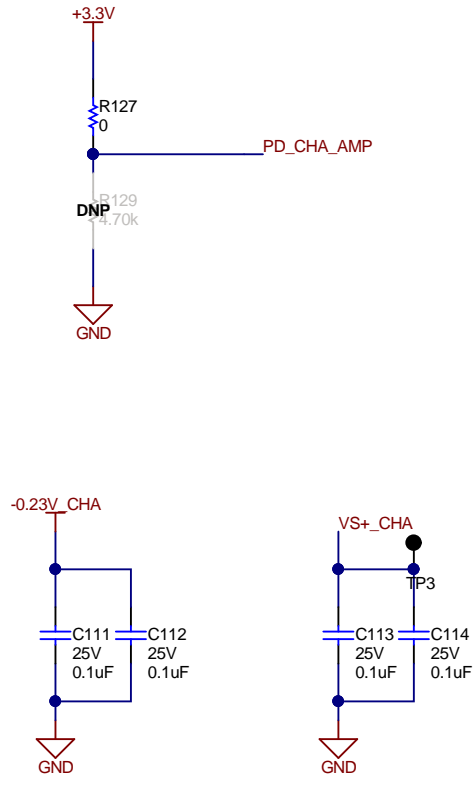 +3.3V
R127
0
PD_CHA_AMP
R129
DNP
4.70k
GND
-0.23V_CHA
VS+_CHA
TP3
C111
25V
0.1uF
C112
25V
0.1uF
C113
25V
0.1uF
C114
25V
0.1uF
GND
GND